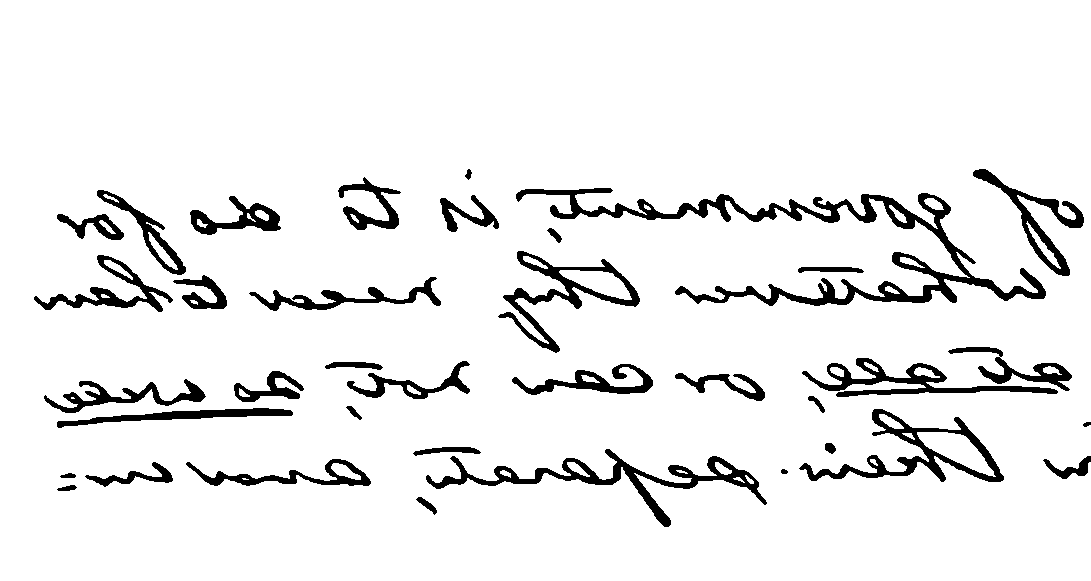 of government, is to do for
whatever they need to have
at all, or can not, so well
in their separate, and in=